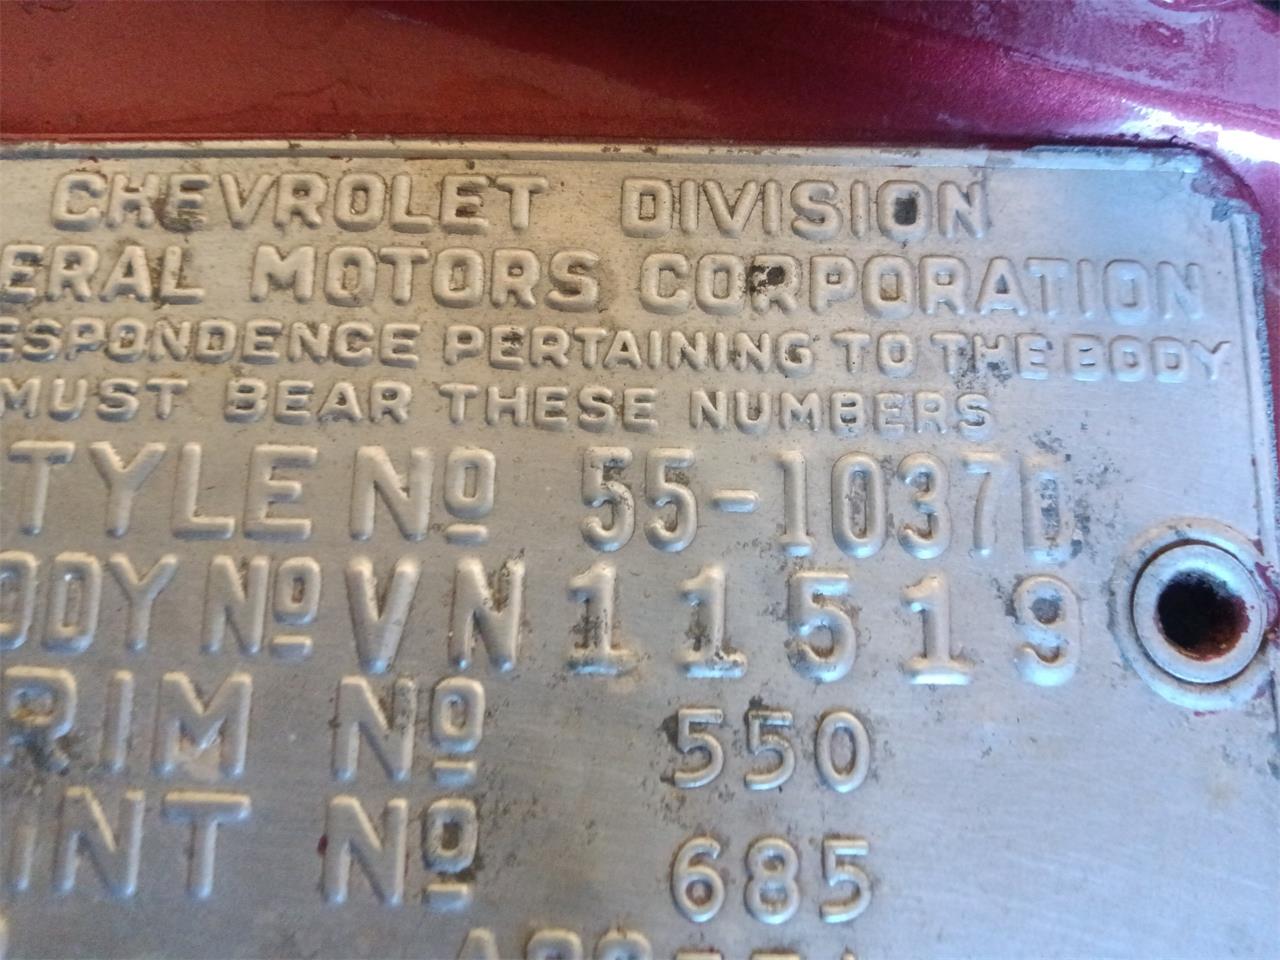 CHEVROLET DIVISION
ERAL MOTORS CORPORATION
ESPONDENCE PERTAINING TO THE BODY
MUST BEAR THESE NUMBERS
TYLE No 55-1037D
ODY No VN 11519
RIM No 550
INT No 685